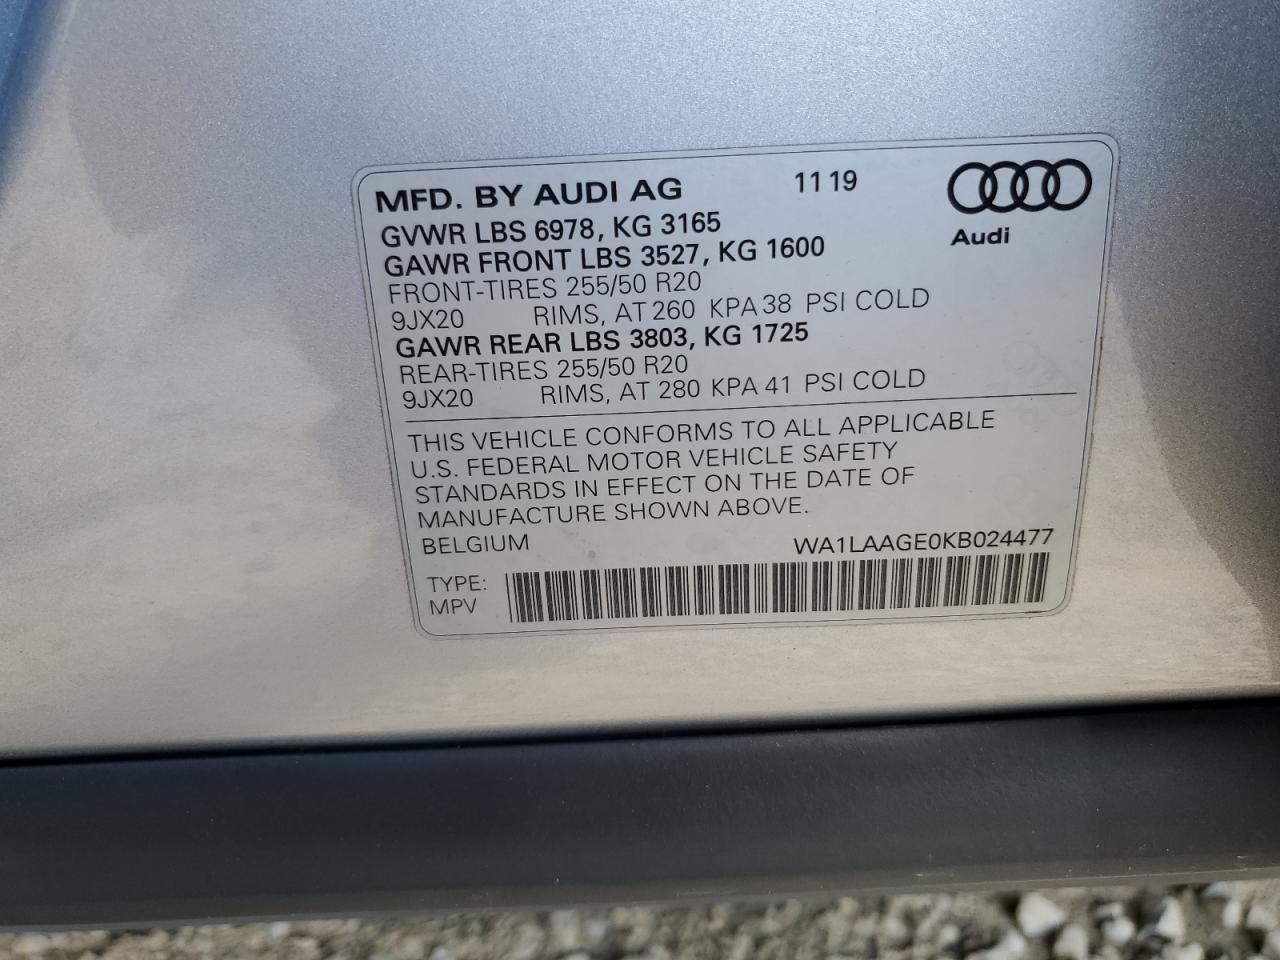 MFD. BY AUDI AG 11 19
GVWR LBS 6978, KG 3165
GAWR FRONT LBS 3527, KG 1600
Audi
FRONT-TIRES 255/50 R20
9JX20 RIMS, AT 260 KPA 38 PSI COLD
GAWR REAR LBS 3803, KG 1725
REAR-TIRES 255/50 R20
9JX20 RIMS, AT 280 KPA 41 PSI COLD
THIS VEHICLE CONFORMS TO ALL APPLICABLE
U.S. FEDERAL MOTOR VEHICLE SAFETY
STANDARDS IN EFFECT ON THE DATE OF
MANUFACTURE SHOWN ABOVE.
BELGIUM WA1LAAGE0KB024477
TYPE:
MPV